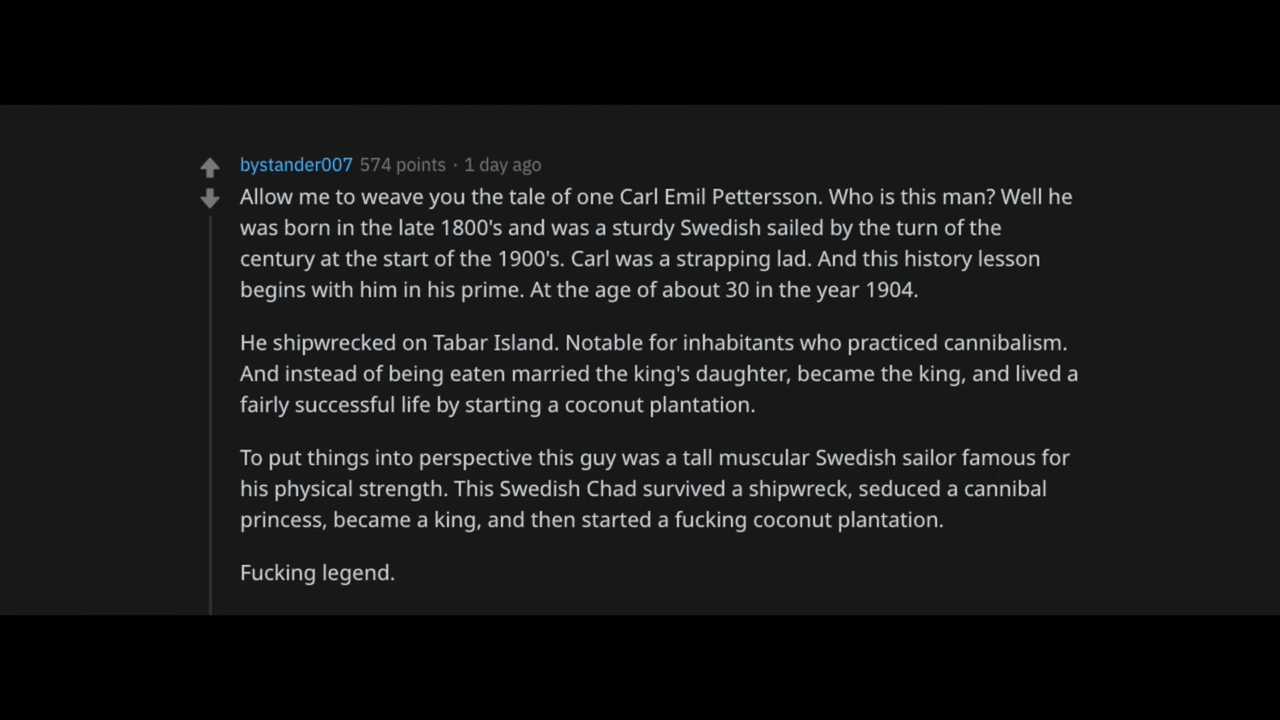 bystander007 574 points · 1 day ago
Allow me to weave you the tale of one Carl Emil Pettersson. Who is this man? Well he
was born in the late 1800's and was a sturdy Swedish sailed by the turn of the
century at the start of the 1900's. Carl was a strapping lad. And this history lesson
begins with him in his prime. At the age of about 30 in the year 1904.
He shipwrecked on Tabar Island. Notable for inhabitants who practiced cannibalism.
And instead of being eaten married the king's daughter, became the king, and lived a
fairly successful life by starting a coconut plantation.
To put things into perspective this guy was a tall muscular Swedish sailor famous for
his physical strength. This Swedish Chad survived a shipwreck, seduced a cannibal
princess, became a king, and then started a fucking coconut plantation.
Fucking legend.